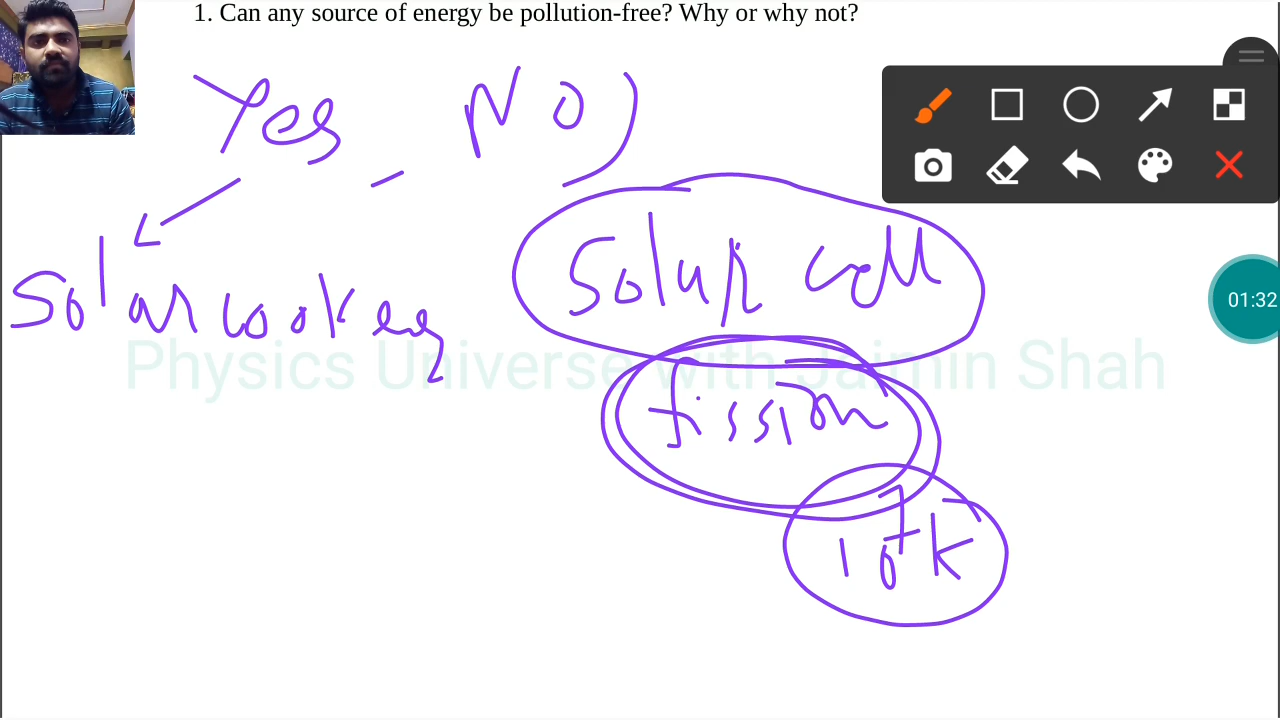 1. Can any source of energy be pollution-free? Why or why not?
Yes NO
Solar cell
Solar cooker
Physics Universe with Jaimin Shah
fission
10⁷K
01:32